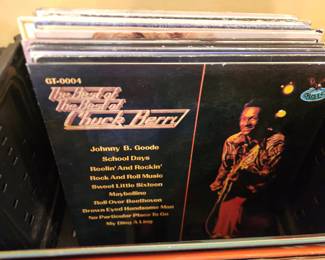 GT-0004
The Best of
The Best of
Chuck Berry
Johnny B. Goode
School Days
Reelin' And Rockin'
Rock And Roll Music
Sweet Little Sixteen
Maybelline
Roll Over Beethoven
Brown Eyed Handsome Man
No Particular Place To Go
My Ding A Ling